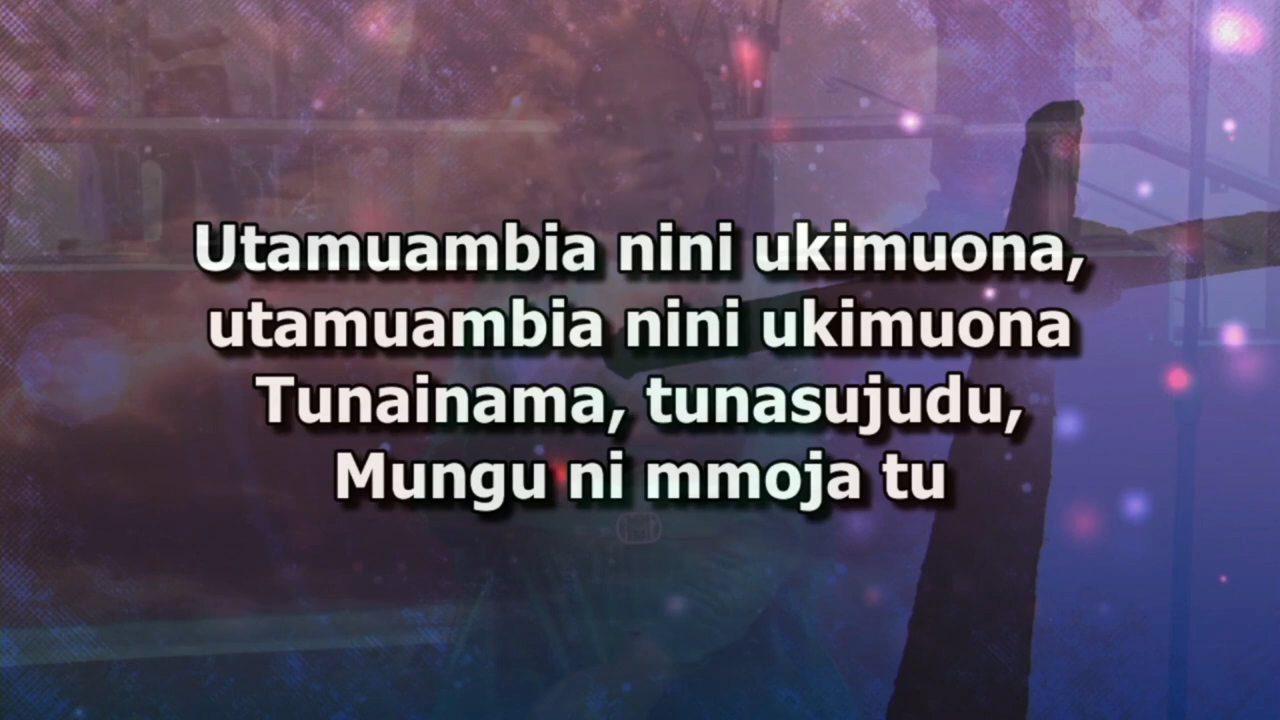 Utamuambia nini ukimuona,
utamuambia nini ukimuona
Tunainama, tunasujudu,
Mungu ni mmoja tu